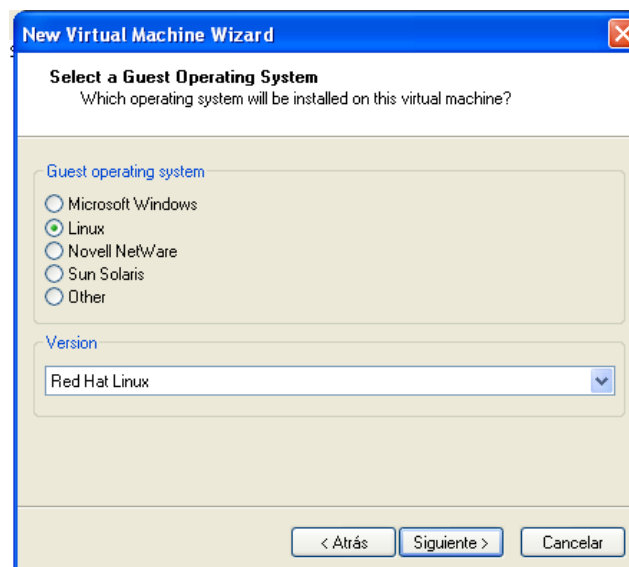 New Virtual Machine Wizard
Select a Guest Operating System
Which operating system will be installed on this virtual machine?
Guest operating system
Microsoft Windows
Linux
Novell NetWare
Sun Solaris
Other
Version
Red Hat Linux
< Atrás
Siguiente >
Cancelar